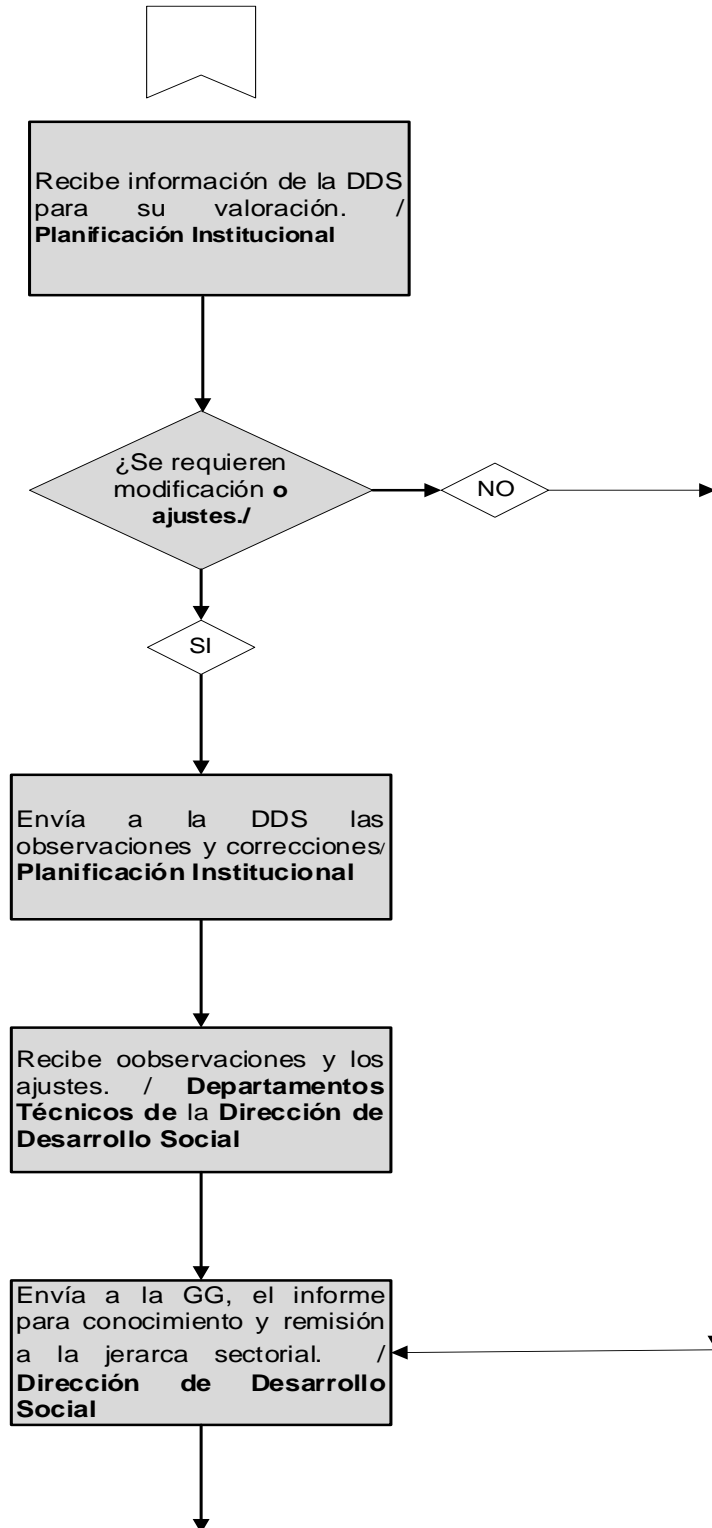 Recibe información de la DDS
para su valoración. /
Planificación Institucional
¿Se requieren
modificación o
ajustes./
NO
SI
Envía a la DDS las
observaciones y correcciones/
Planificación Institucional
Recibe oobservaciones y los
ajustes. / Departamentos
Técnicos de la Dirección de
Desarrollo Social
Envía a la GG, el informe
para conocimiento y remisión
a la jerarca sectorial. /
Dirección de Desarrollo
Social